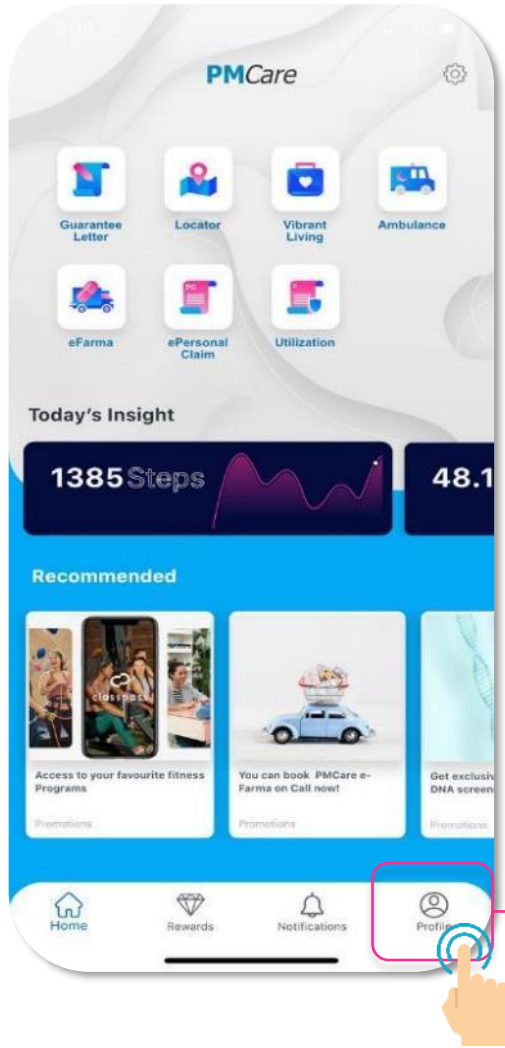 PMCare
Guarantee
Letter
Locator
Vibrant
Living
Ambulance
eFarma
ePersonal
Claim
Utilization
Today's Insight
1385 Steps
48.1
Recommended
classpass
Access to your favourite fitness
Programs
Promotions
You can book PMCare e-
Farma on Call now!
Promotions
Get exclusiv
DNA screen
Promotions
Home
Rewards
Notifications
Profile